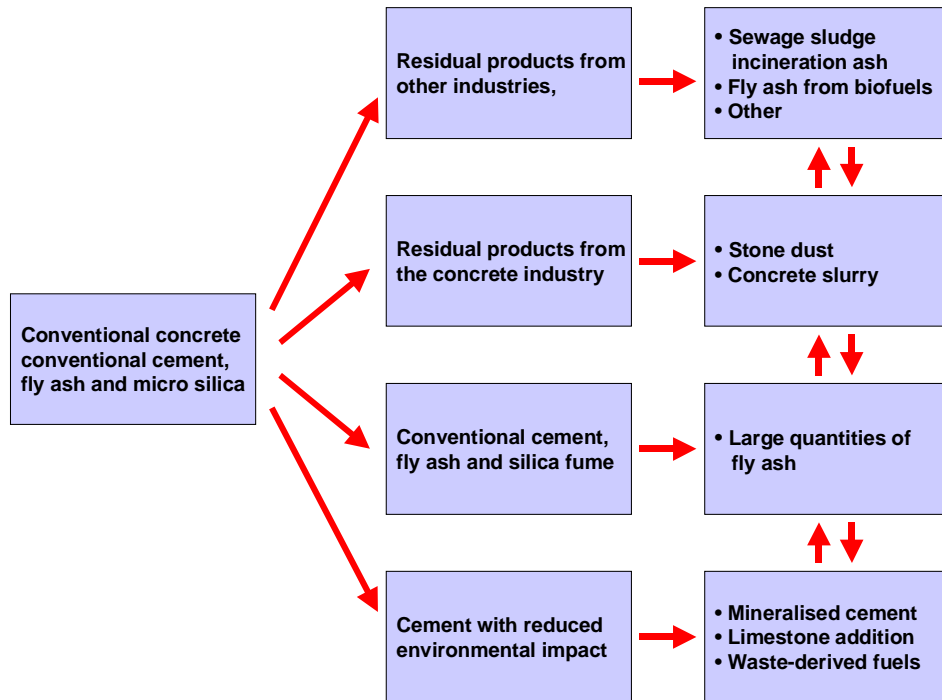 Residual products from
other industries,
• Sewage sludge
incineration ash
• Fly ash from biofuels
• Other
Residual products from
the concrete industry
• Stone dust
• Concrete slurry
Conventional concrete
conventional cement,
fly ash and micro silica
Conventional cement,
fly ash and silica fume
• Large quantities of
fly ash
Cement with reduced
environmental impact
• Mineralised cement
• Limestone addition
• Waste-derived fuels